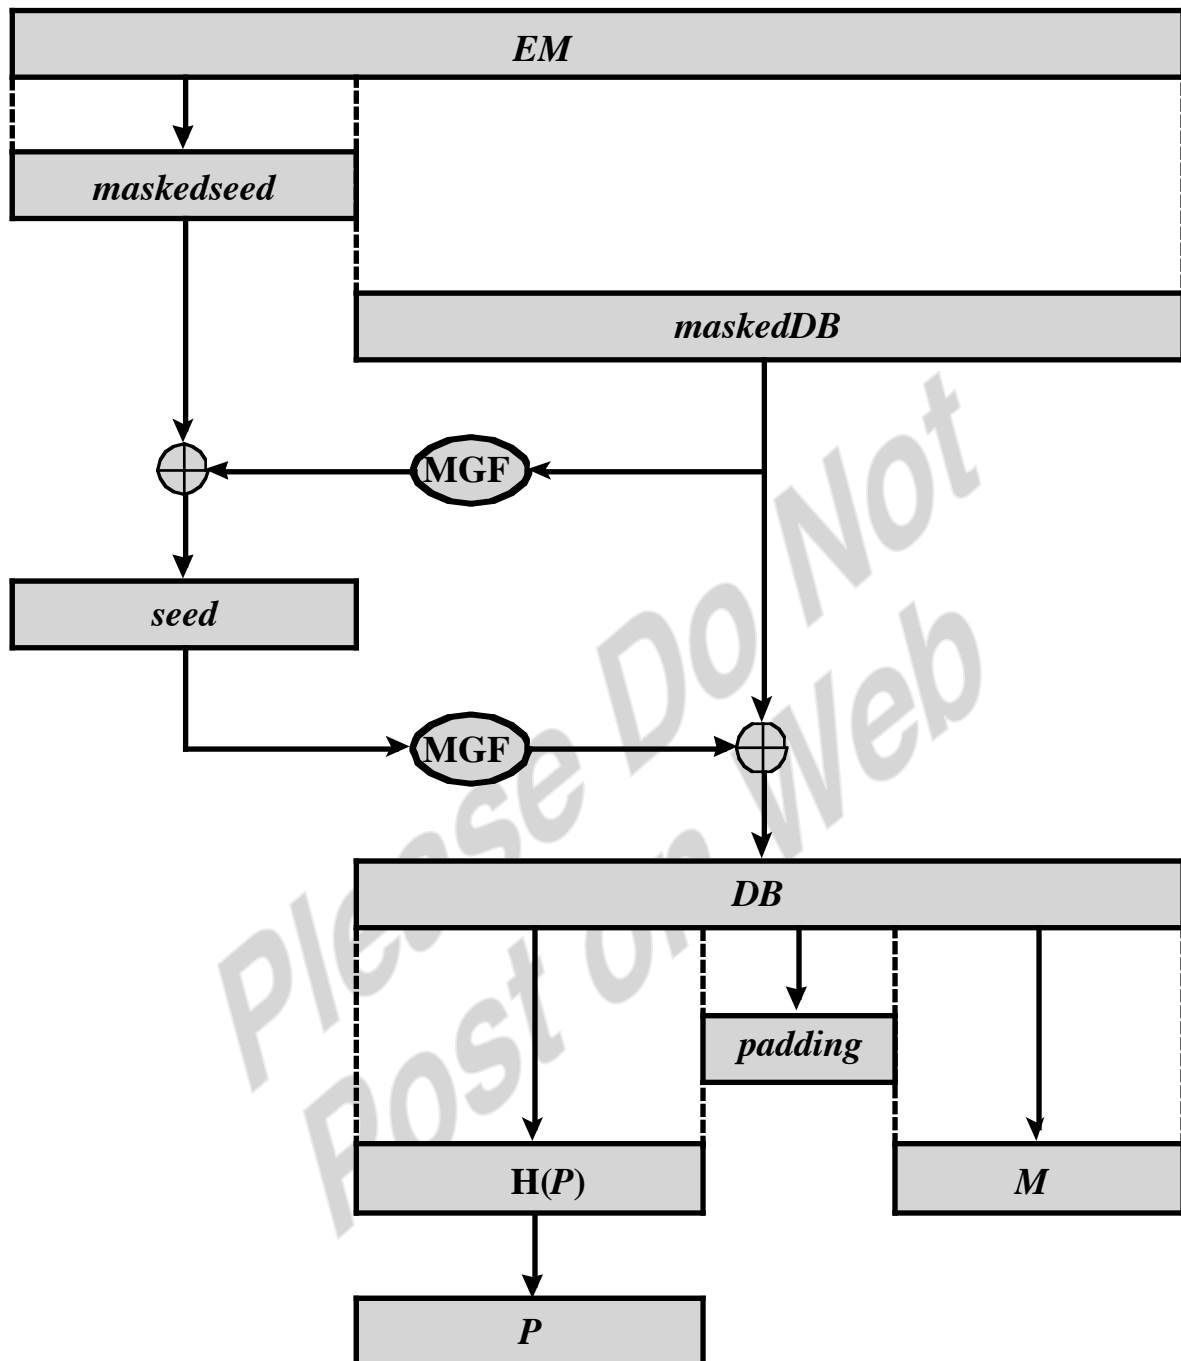 EM
maskedseed
maskedDB
MGF
seed
MGF
DB
padding
H(P)
M
P
Please Do Not
Post on Web